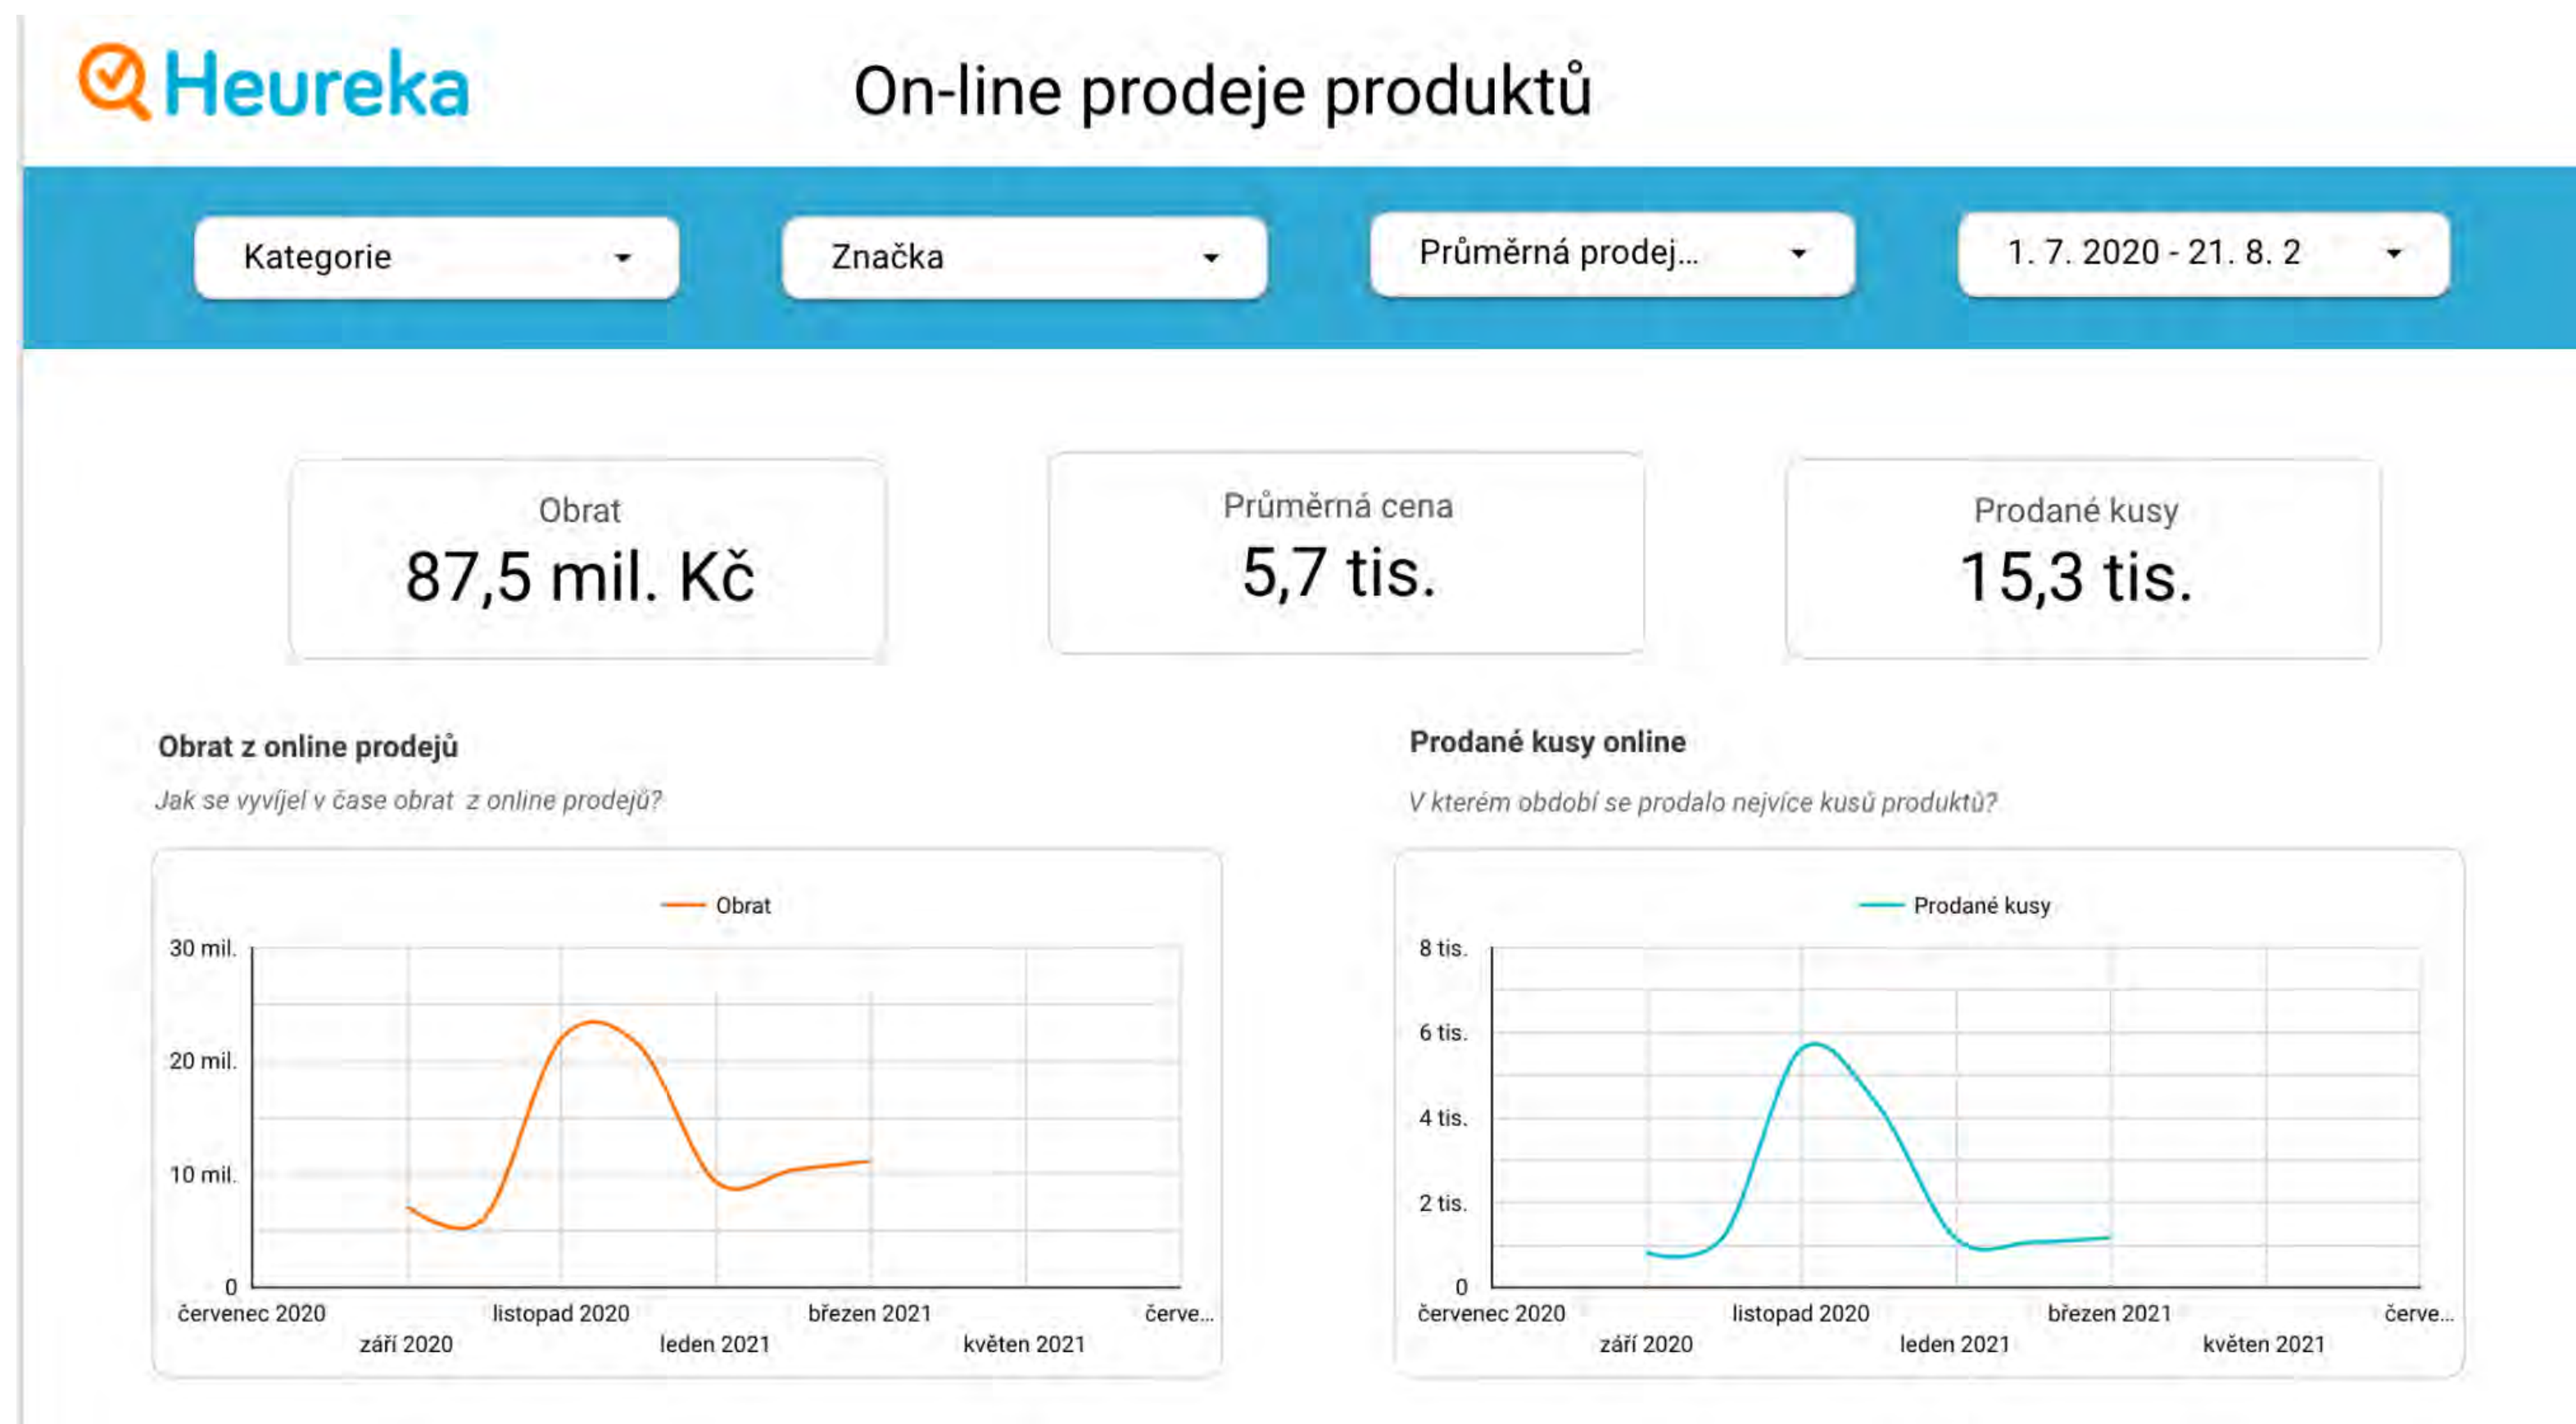 Heureka
On-line prodeje produktů
Kategorie
Značka
Průměrná prodej...
1. 7. 2020 - 21. 8. 2
Obrat
87,5 mil. Kč
Průměrná cena
5,7 tis.
Prodané kusy
15,3 tis.
Obrat z online prodejů
Jak se vyvíjel v čase obrat z online prodejů?
Obrat
30 mil.
20 mil.
10 mil.
0
červenec 2020
září 2020
listopad 2020
leden 2021
březen 2021
květen 2021
červe...
Prodané kusy online
V kterém období se prodalo nejvíce kusů produktů?
Prodané kusy
8 tis.
6 tis.
4 tis.
2 tis.
0
červenec 2020
září 2020
listopad 2020
leden 2021
březen 2021
květen 2021
červe...